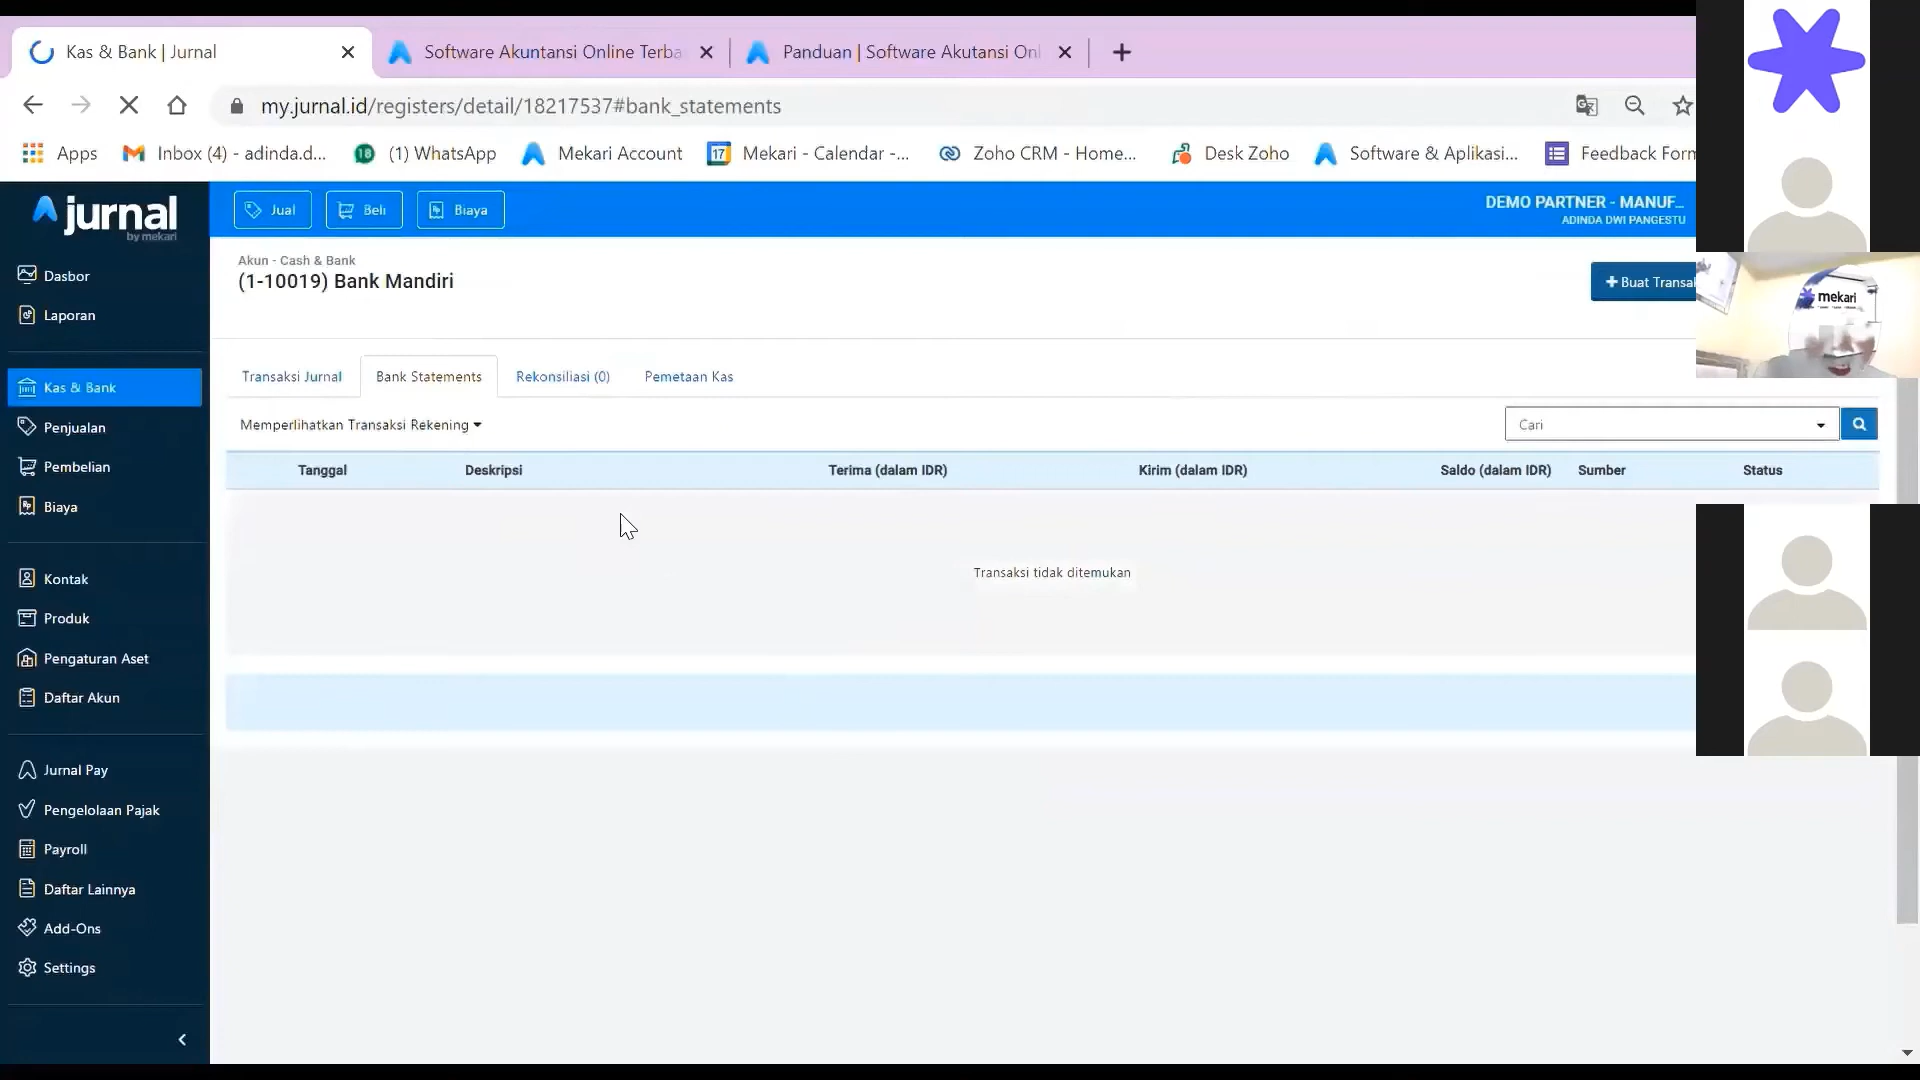 Kas & Bank | Jurnal
Software Akuntansi Online Terba
Panduan | Software Akutansi Onl
my.jurnal.id/registers/detail/18217537#bank_statements
Apps
Inbox (4) - adinda.d...
18
(1) WhatsApp
Mekari Account
17
Mekari - Calendar -...
Zoho CRM - Home...
Desk Zoho
Software & Aplikasi...
Feedback Form
jurnal
by mekari
Jual
Beli
Biaya
DEMO PARTNER - MANUF...
ADINDA DWI PANGESTU
Dasbor
Laporan
Kas & Bank
Penjualan
Pembelian
Biaya
Kontak
Produk
Pengaturan Aset
Daftar Akun
Jurnal Pay
Pengelolaan Pajak
Payroll
Daftar Lainnya
Add-Ons
Settings
Akun - Cash & Bank
(1-10019) Bank Mandiri
+ Buat Transak
mekari
Transaksi Jurnal
Bank Statements
Rekonsiliasi (0)
Pemetaan Kas
Memperlihatkan Transaksi Rekening
Cari
Tanggal
Deskripsi
Terima (dalam IDR)
Kirim (dalam IDR)
Saldo (dalam IDR)
Sumber
Status
Transaksi tidak ditemukan